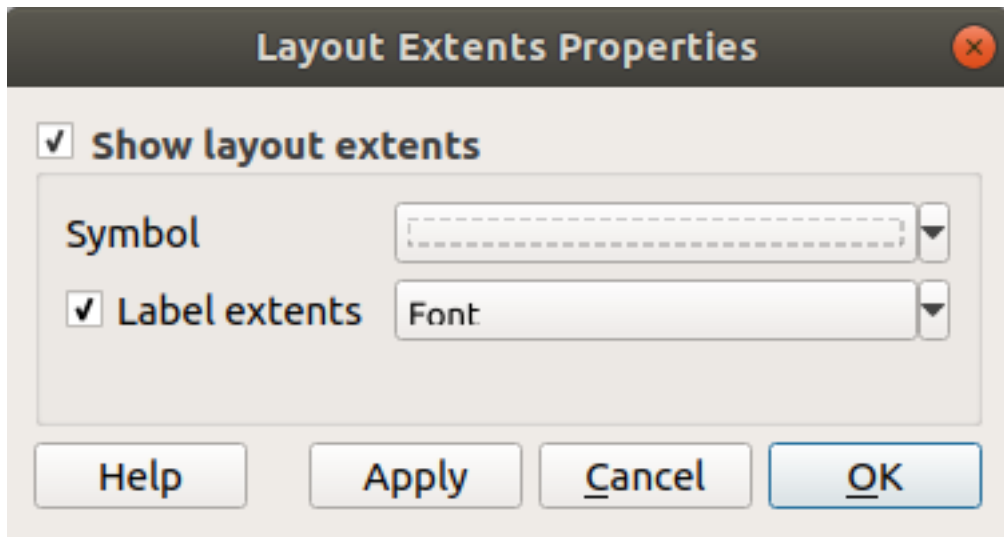 Layout Extents Properties
Show layout extents
Symbol
Label extents Font
Help Apply Cancel OK